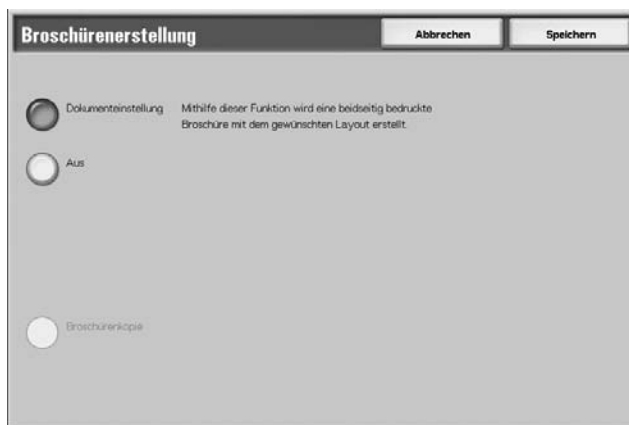 Broschürenerstellung
Abbrechen
Speichern
Dokumenteinstellung
Mithilfe dieser Funktion wird eine beidseitig bedruckte
Broschüre mit dem gewünschten Layout erstellt.
Aus
Broschürenkopie